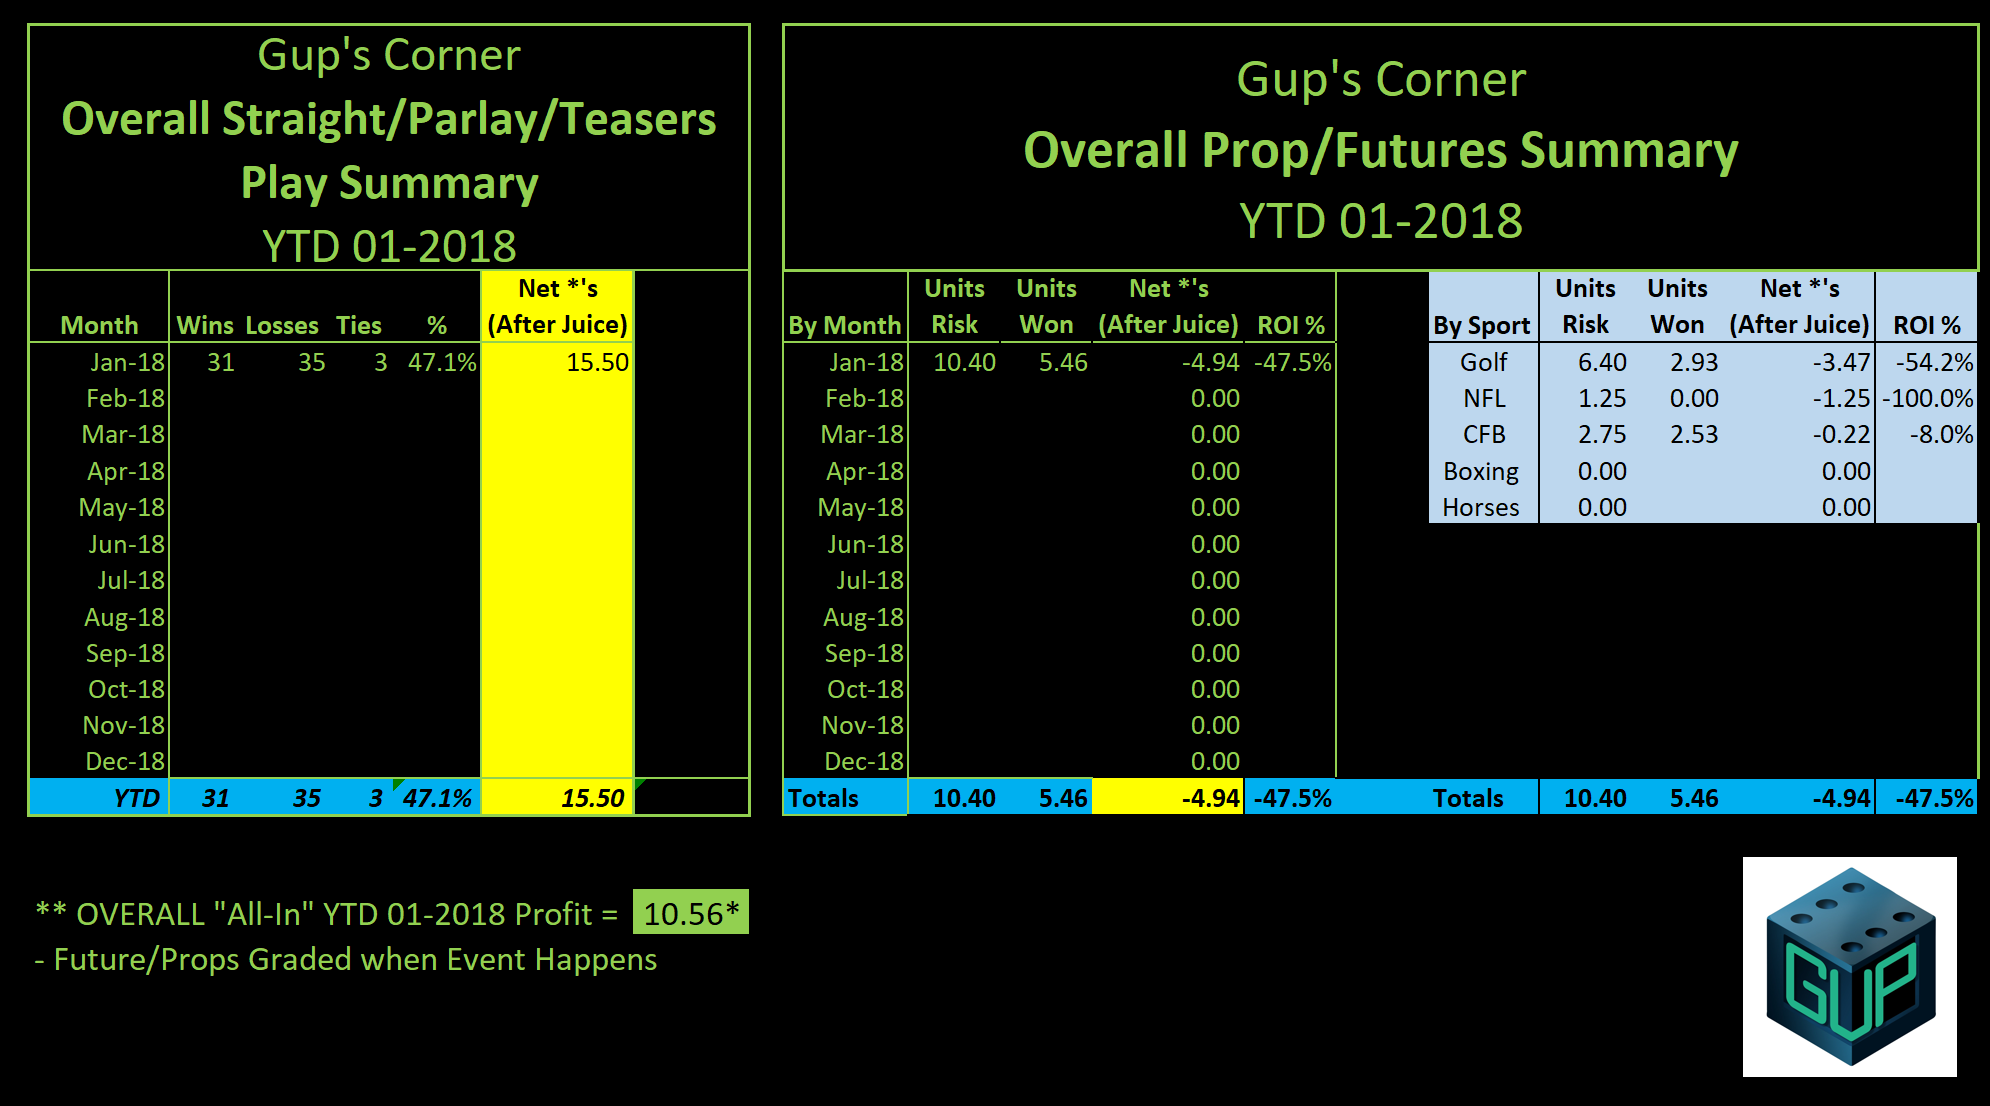 Gup's Corner
Overall Straight/Parlay/Teasers
Play Summary
YTD 01-2018
Month Wins Losses Ties % Net *'s (After Juice)
Jan-18 31 35 3 47.1% 15.50
Feb-18
Mar-18
Apr-18
May-18
Jun-18
Jul-18
Aug-18
Sep-18
Oct-18
Nov-18
Dec-18
YTD 31 35 3 47.1% 15.50
Gup's Corner
Overall Prop/Futures Summary
YTD 01-2018
By Month Units Risk Units Won Net *'s (After Juice) ROI %
Jan-18 10.40 5.46 -4.94 -47.5%
Feb-18 0.00
Mar-18 0.00
Apr-18 0.00
May-18 0.00
Jun-18 0.00
Jul-18 0.00
Aug-18 0.00
Sep-18 0.00
Oct-18 0.00
Nov-18 0.00
Dec-18 0.00
Totals 10.40 5.46 -4.94 -47.5%
By Sport Units Risk Units Won Net *'s (After Juice) ROI %
Golf 6.40 2.93 -3.47 -54.2%
NFL 1.25 0.00 -1.25 -100.0%
CFB 2.75 2.53 -0.22 -8.0%
Boxing 0.00 0.00
Horses 0.00 0.00
Totals 10.40 5.46 -4.94 -47.5%
** OVERALL "All-In" YTD 01-2018 Profit = 10.56*
- Future/Props Graded when Event Happens
GUP